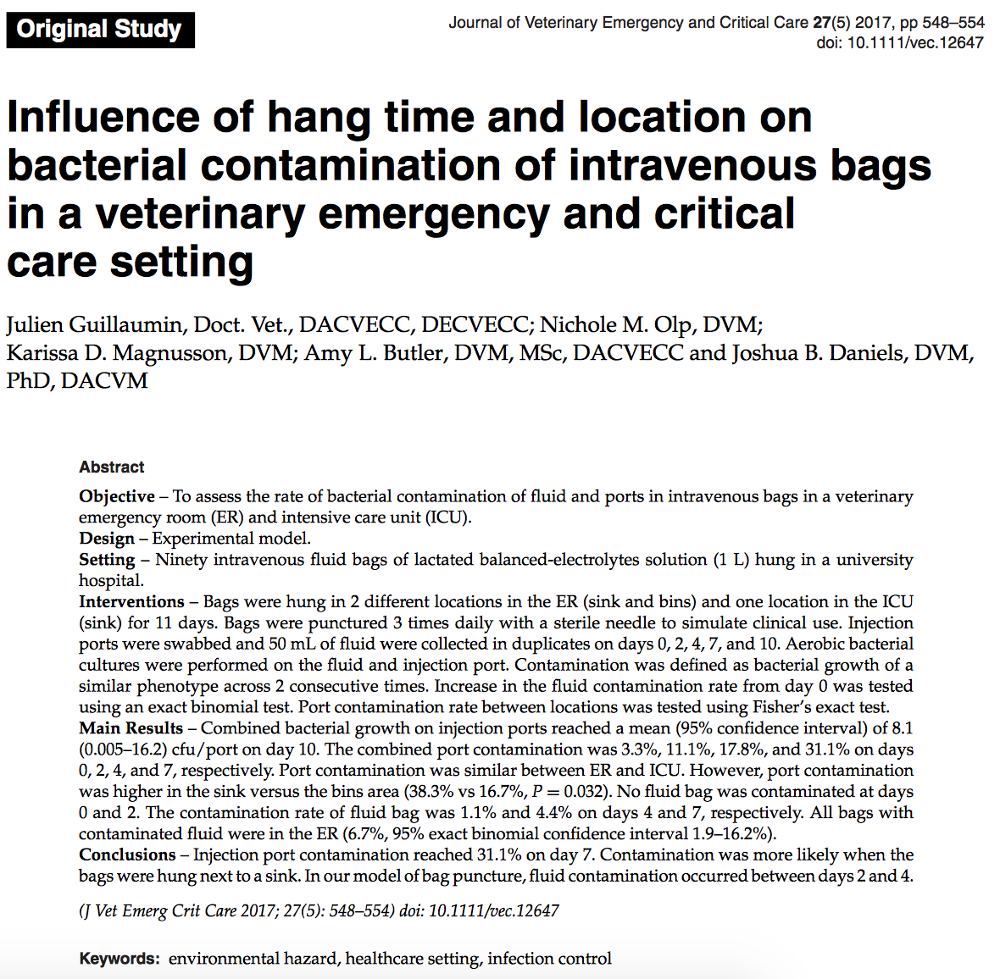 Original Study
Journal of Veterinary Emergency and Critical Care 27(5) 2017, pp 548–554
doi: 10.1111/vec.12647
Influence of hang time and location on
bacterial contamination of intravenous bags
in a veterinary emergency and critical
care setting
Julien Guillaumin, Doct. Vet., DACVECC, DECVECC; Nichole M. Olp, DVM;
Karissa D. Magnusson, DVM; Amy L. Butler, DVM, MSc, DACVECC and Joshua B. Daniels, DVM,
PhD, DACVM
Abstract
Objective – To assess the rate of bacterial contamination of fluid and ports in intravenous bags in a veterinary
emergency room (ER) and intensive care unit (ICU).
Design – Experimental model.
Setting – Ninety intravenous fluid bags of lactated balanced-electrolytes solution (1 L) hung in a university
hospital.
Interventions – Bags were hung in 2 different locations in the ER (sink and bins) and one location in the ICU
(sink) for 11 days. Bags were punctured 3 times daily with a sterile needle to simulate clinical use. Injection
ports were swabbed and 50 mL of fluid were collected in duplicates on days 0, 2, 4, 7, and 10. Aerobic bacterial
cultures were performed on the fluid and injection port. Contamination was defined as bacterial growth of a
similar phenotype across 2 consecutive times. Increase in the fluid contamination rate from day 0 was tested
using an exact binomial test. Port contamination rate between locations was tested using Fisher's exact test.
Main Results – Combined bacterial growth on injection ports reached a mean (95% confidence interval) of 8.1
(0.005–16.2) cfu/port on day 10. The combined port contamination was 3.3%, 11.1%, 17.8%, and 31.1% on days
0, 2, 4, and 7, respectively. Port contamination was similar between ER and ICU. However, port contamination
was higher in the sink versus the bins area (38.3% vs 16.7%, P = 0.032). No fluid bag was contaminated at days
0 and 2. The contamination rate of fluid bag was 1.1% and 4.4% on days 4 and 7, respectively. All bags with
contaminated fluid were in the ER (6.7%, 95% exact binomial confidence interval 1.9–16.2%).
Conclusions – Injection port contamination reached 31.1% on day 7. Contamination was more likely when the
bags were hung next to a sink. In our model of bag puncture, fluid contamination occurred between days 2 and 4.
(J Vet Emerg Crit Care 2017; 27(5): 548–554) doi: 10.1111/vec.12647
Keywords: environmental hazard, healthcare setting, infection control